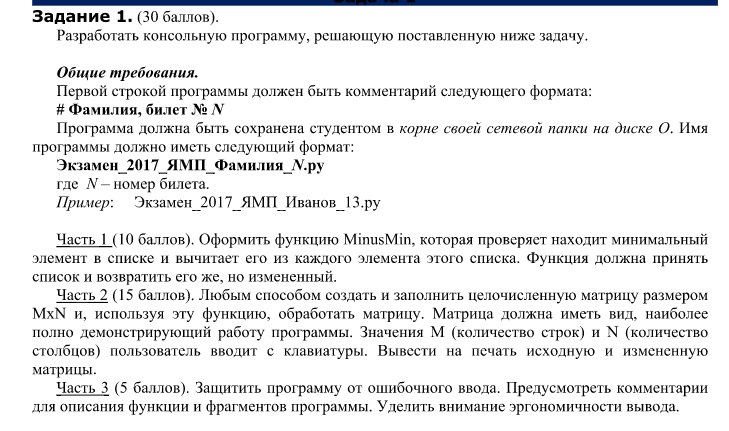 Задание 1. (30 баллов).
Разработать консольную программу, решающую поставленную ниже задачу.
Общие требования.
Первой строкой программы должен быть комментарий следующего формата:
# Фамилия, билет № N
Программа должна быть сохранена студентом в корне своей сетевой папки на диске O. Имя
программы должно иметь следующий формат:
Экзамен_2017_ЯМП_Фамилия_N.py
где N – номер билета.
Пример: Экзамен_2017_ЯМП_Иванов_13.py
Часть 1 (10 баллов). Оформить функцию MinusMin, которая проверяет находит минимальный
элемент в списке и вычитает его из каждого элемента этого списка. Функция должна принять
список и возвратить его же, но измененный.
Часть 2 (15 баллов). Любым способом создать и заполнить целочисленную матрицу размером
MxN и, используя эту функцию, обработать матрицу. Матрица должна иметь вид, наиболее
полно демонстрирующий работу программы. Значения M (количество строк) и N (количество
столбцов) пользователь вводит с клавиатуры. Вывести на печать исходную и измененную
матрицы.
Часть 3 (5 баллов). Защитить программу от ошибочного ввода. Предусмотреть комментарии
для описания функции и фрагментов программы. Уделить внимание эргономичности вывода.